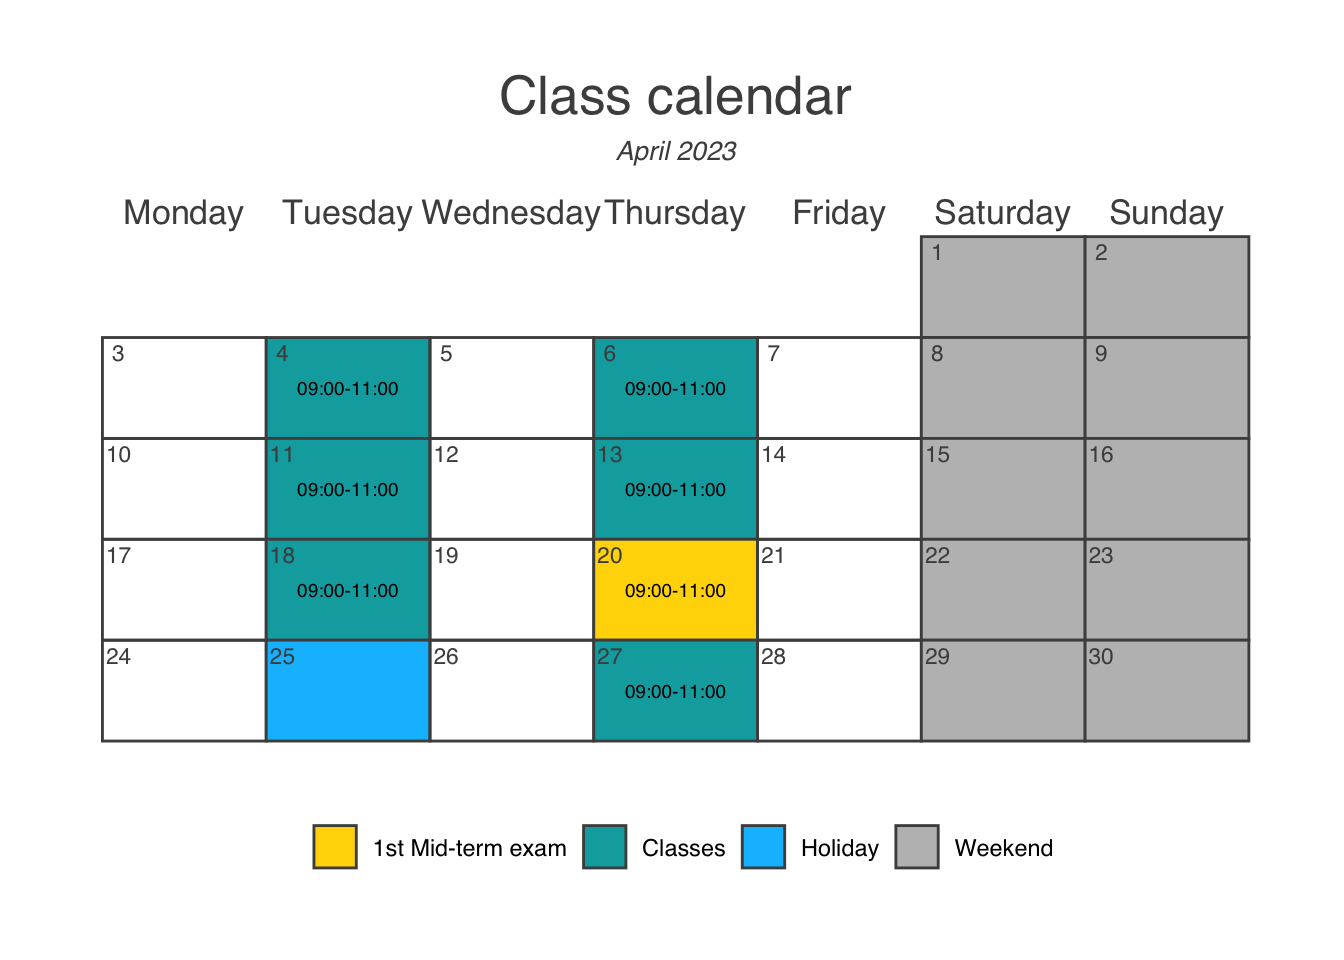 Class calendar
April 2023
Monday Tuesday Wednesday Thursday Friday Saturday Sunday
1 2
3 4 5 6 7 8 9
09:00-11:00 09:00-11:00
10 11 12 13 14 15 16
09:00-11:00 09:00-11:00
17 18 19 20 21 22 23
09:00-11:00 09:00-11:00
24 25 26 27 28 29 30
09:00-11:00
1st Mid-term exam Classes Holiday Weekend